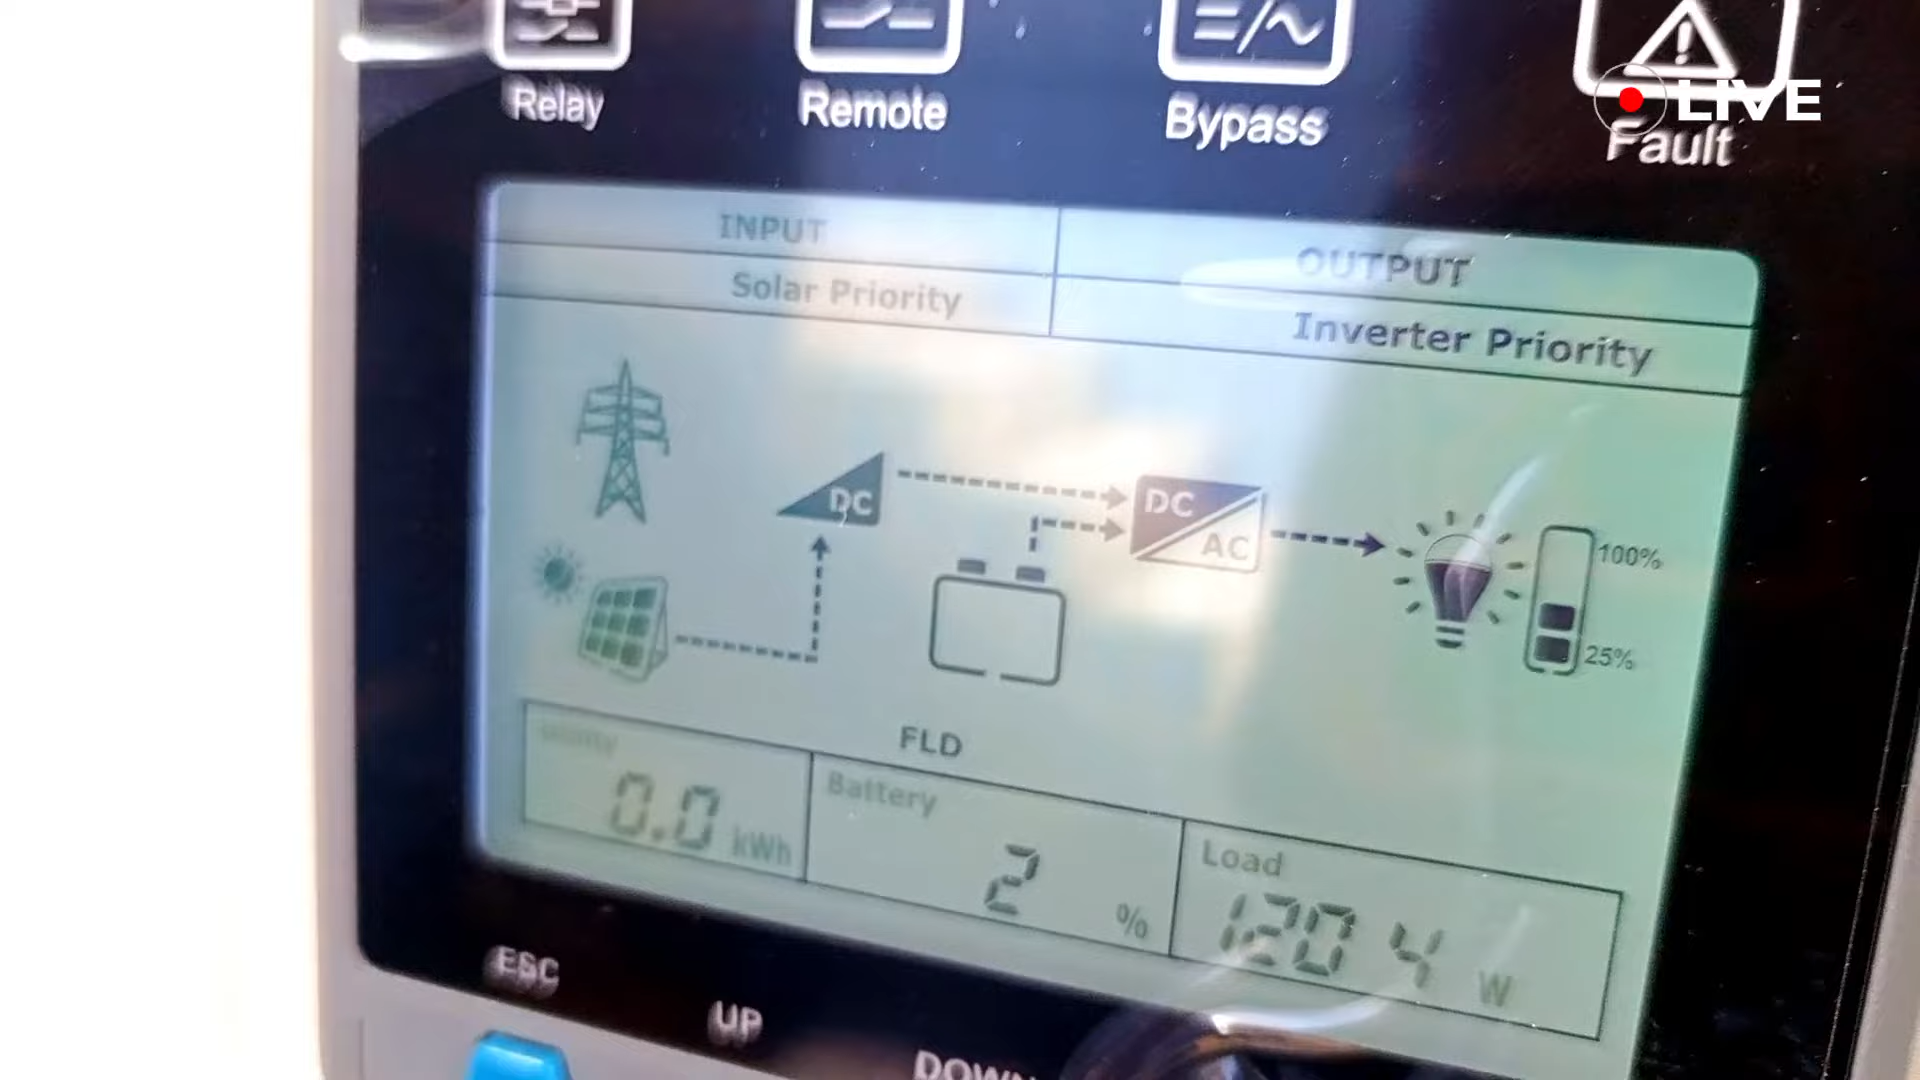 Relay
Remote
Bypass
Fault
LIVE
INPUT
OUTPUT
Solar Priority
Inverter Priority
DC
DC
AC
100%
25%
FLD
0.0 kWh
Battery
2 %
Load
1204 W
ESC
UP
DOWN